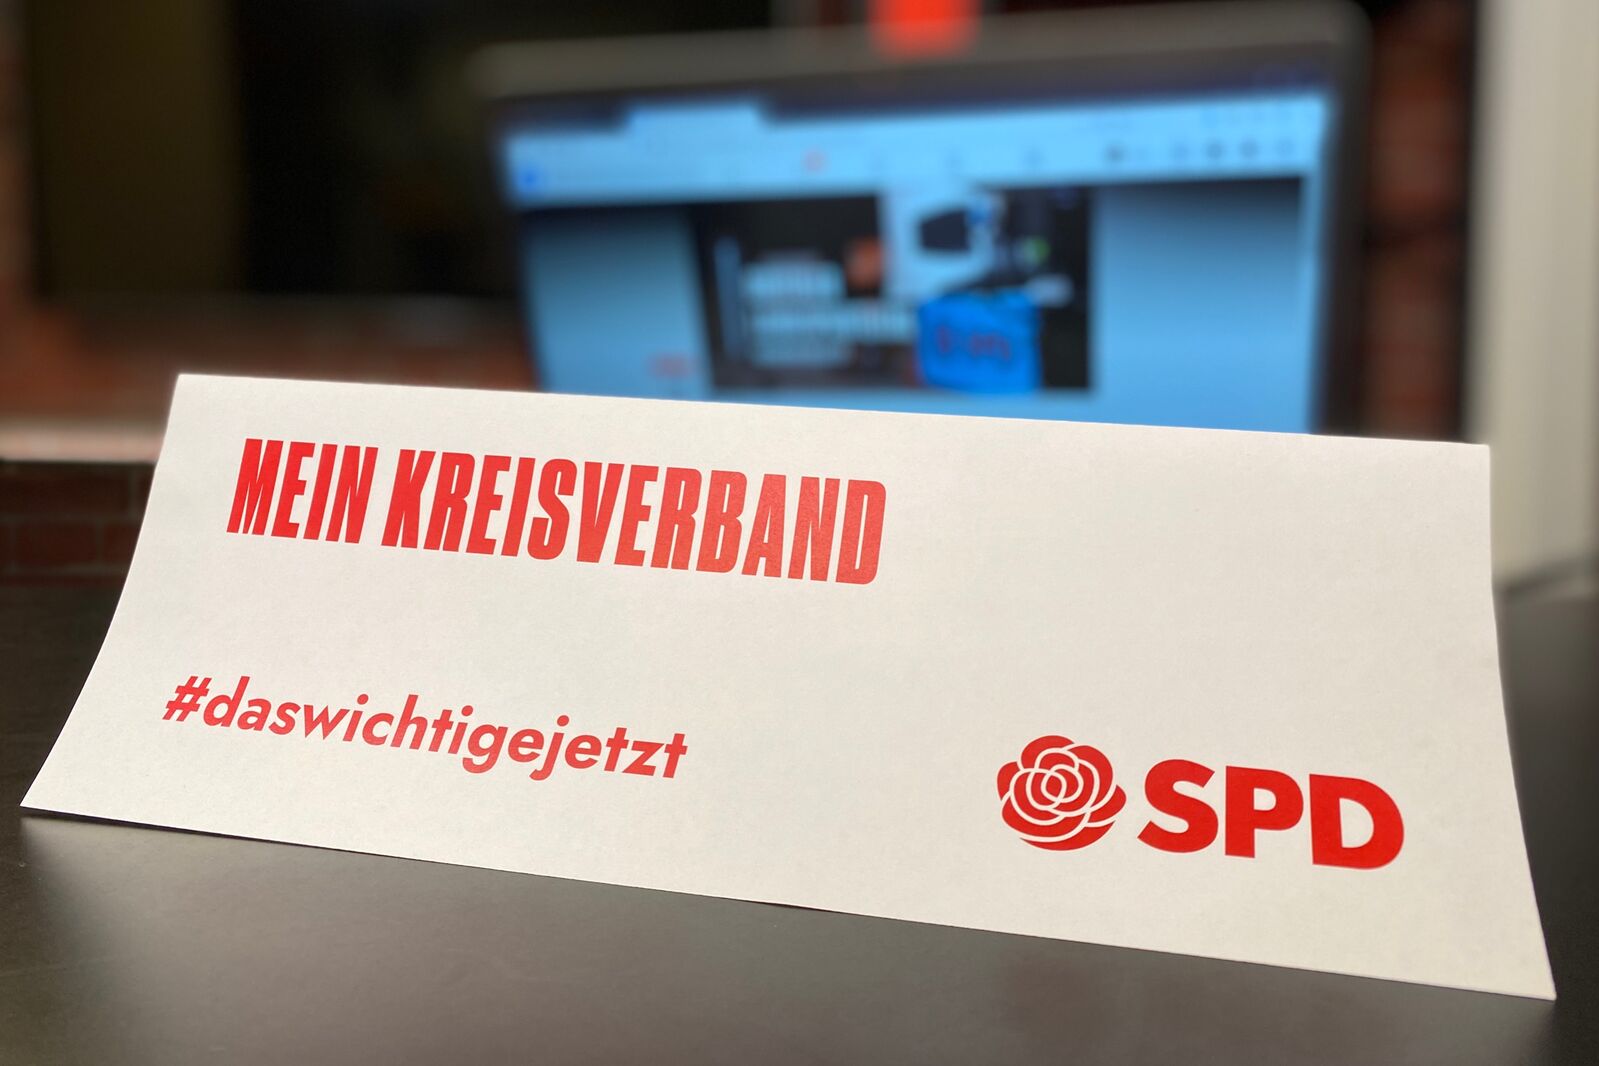 MEIN KREISVERBAND
#daswichtigejetzt
SPD